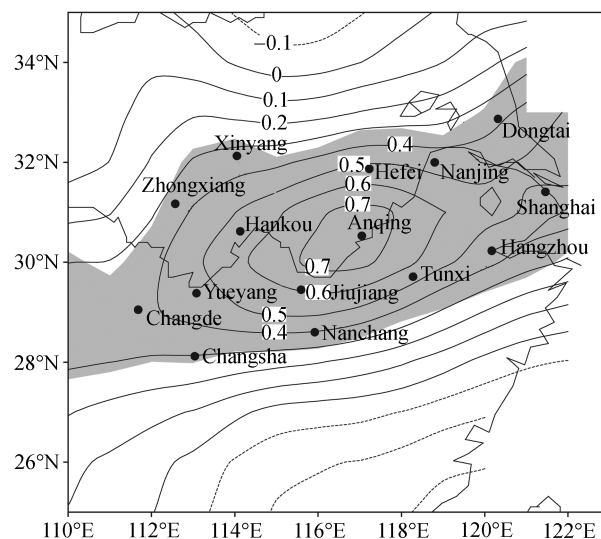 -0.1
34°N
0
0.1
0.2
Dongtai
0.4
Xinyang
32°N
0.5
Hefei
Nanjing
Zhongxiang
0.6
0.7
Shanghai
Hankou
Anqing
Hangzhou
30°N
0.7
Tunxi
Yueyang
0.6
Jiujiang
Changde
0.5
0.4
Nanchang
28°N
Changsha
26°N
110°E 112°E 114°E 116°E 118°E 120°E 122°E